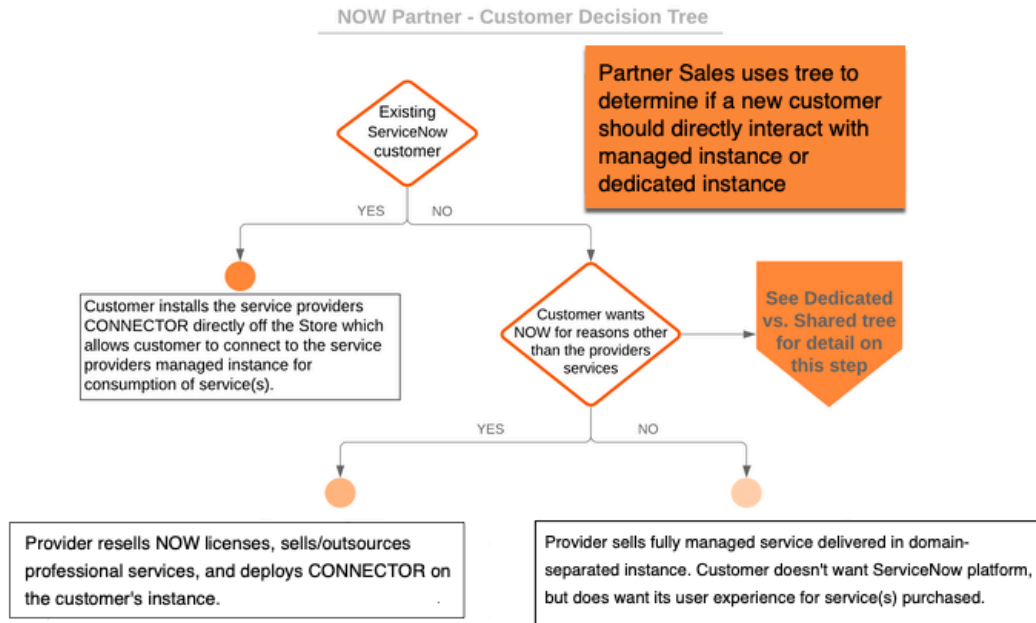 NOW Partner - Customer Decision Tree
Existing
ServiceNow
customer
Partner Sales uses tree to
determine if a new customer
should directly interact with
managed instance or
dedicated instance
YES
NO
Customer installs the service providers
CONNECTOR directly off the Store which
allows customer to connect to the service
providers managed instance for
consumption of service(s).
Customer wants
NOW for reasons other
than the providers
services
See Dedicated
vs. Shared tree
for detail on
this step
YES
NO
Provider resells NOW licenses, sells/outsources
professional services, and deploys CONNECTOR on
the customer's instance.
Provider sells fully managed service delivered in domain-
separated instance. Customer doesn't want ServiceNow platform,
but does want its user experience for service(s) purchased.